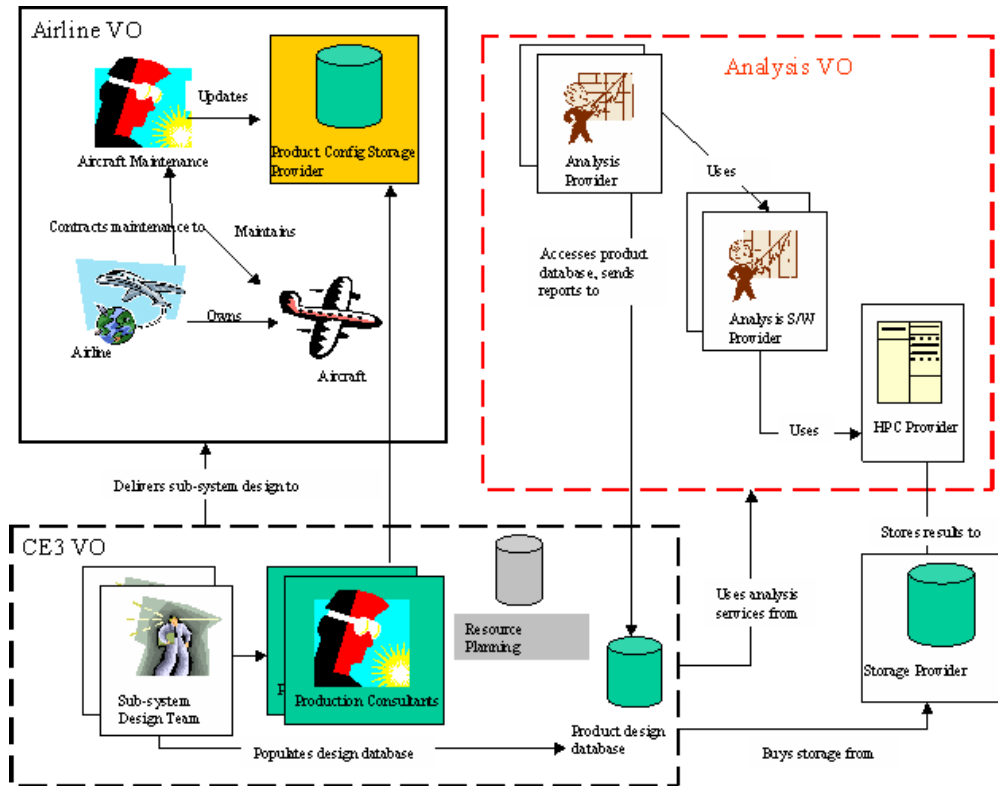 Airline VO
Updates
Aircraft Maintenance
Product Config Storage
Provider
Contracts maintenance to
Maintains
Owns
Airline
Aircraft
Analysis VO
Analysis
Provider
Uses
Accesses product
database, sends
reports to
Analysis S/W
Provider
Uses
HPC Provider
Delivers sub-system design to
Stores results to
CE3 VO
Uses analysis
services from
Resource
Planning
Storage Provider
Sub-system
Design Team
P
Production Consultants
Product design
database
Populates design database
Buys storage from